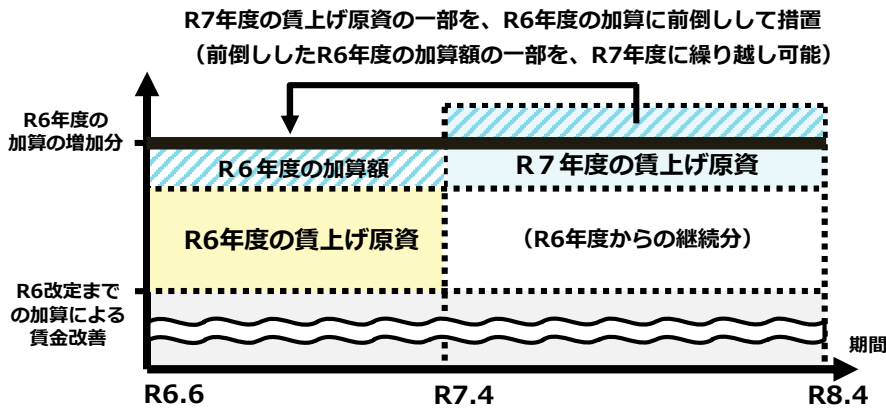 R7年度の賃上げ原資の一部を、R6年度の加算に前倒しして措置
（前倒ししたR6年度の加算額の一部を、R7年度に繰り越し可能）
R6年度の
加算の増加分
R６年度の加算額
R７年度の賃上げ原資
R6年度の賃上げ原資
（R6年度からの継続分）
R6改定まで
の加算による
賃金改善
期間
R6.6
R7.4
R8.4